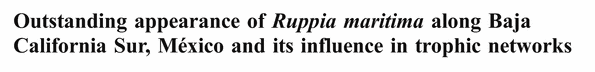 Outstanding appearance of Ruppia maritima along Baja
California Sur, México and its influence in trophic networks